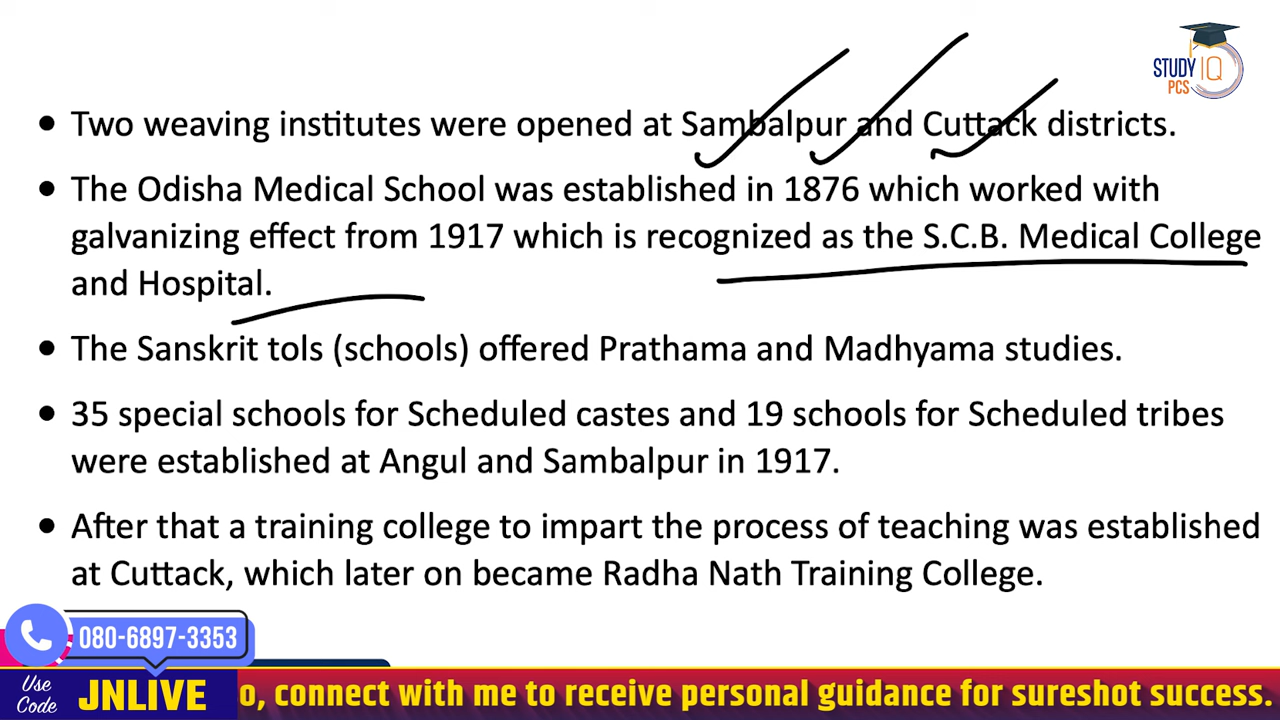 STUDY IQ
PCS
• Two weaving institutes were opened at Sambalpur and Cuttack districts.
• The Odisha Medical School was established in 1876 which worked with
galvanizing effect from 1917 which is recognized as the S.C.B. Medical College
and Hospital.
• The Sanskrit tols (schools) offered Prathama and Madhyama studies.
• 35 special schools for Scheduled castes and 19 schools for Scheduled tribes
were established at Angul and Sambalpur in 1917.
• After that a training college to impart the process of teaching was established
at Cuttack, which later on became Radha Nath Training College.
080-6897-3353
Use Code JNLIVE
o, connect with me to receive personal guidance for sureshot success.